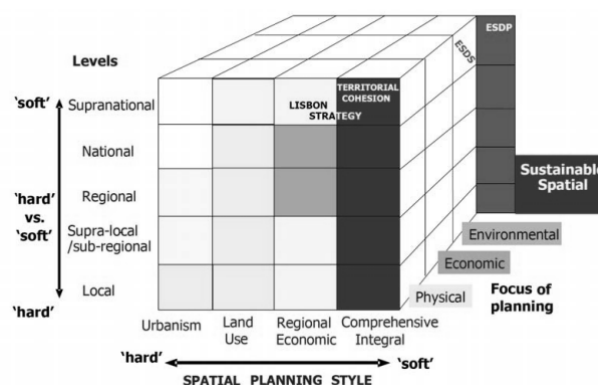 Levels
'soft'
'hard'
vs.
'soft'
'hard'
Supranational
National
Regional
Supra-local
/sub-regional
Local
LISBON
STRATEGY
TERRITORIAL
COHESION
ESDS
ESDP
Sustainable
Spatial
Environmental
Economic
Physical
Focus of
planning
Urbanism
Land
Use
Regional
Economic
Comprehensive
Integral
'hard'
'soft'
SPATIAL PLANNING STYLE